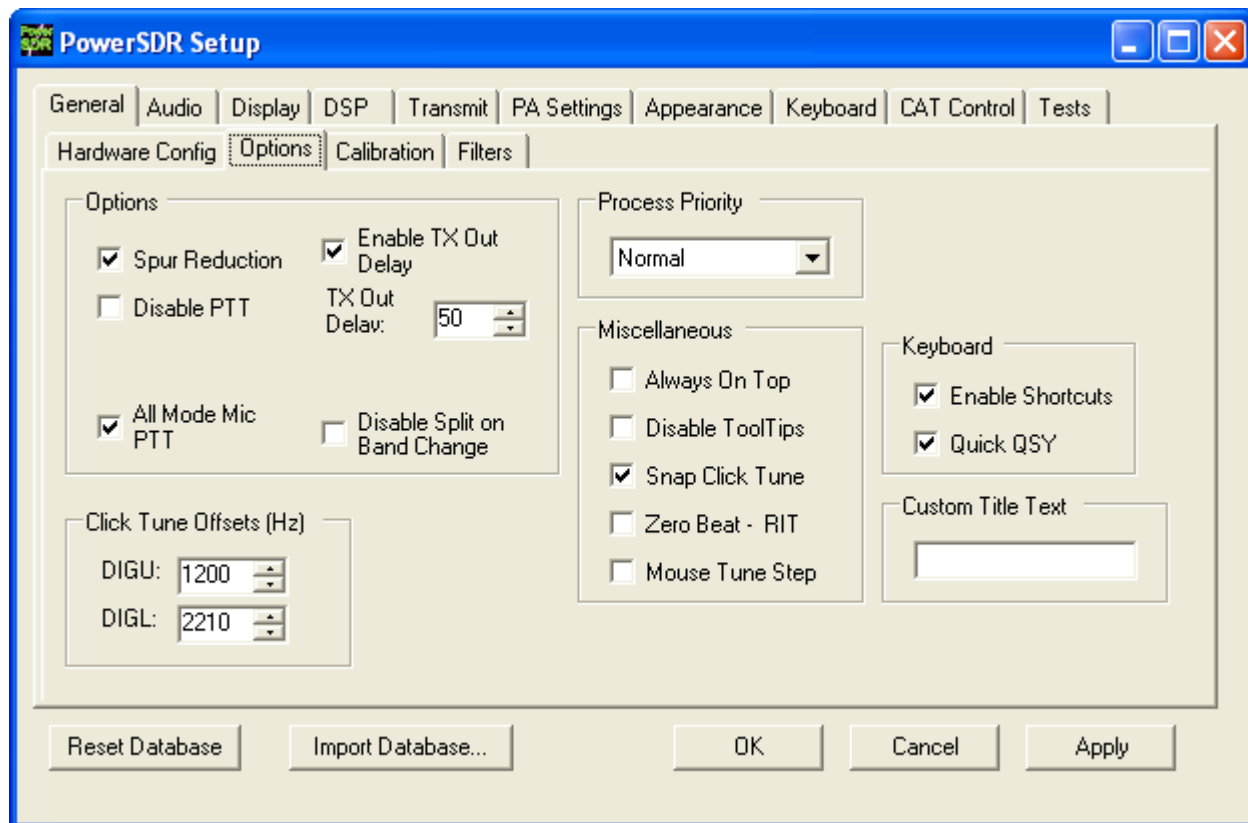 Power SDR PowerSDR Setup
General Audio Display DSP Transmit PA Settings Appearance Keyboard CAT Control Tests
Hardware Config Options Calibration Filters
Options
Spur Reduction
Enable TX Out
Delay
Disable PTT
TX Out
Delay:
50
All Mode Mic
PTT
Disable Split on
Band Change
Click Tune Offsets (Hz)
DIGU: 1200
DIGL: 2210
Process Priority
Normal
Miscellaneous
Always On Top
Disable ToolTips
Snap Click Tune
Zero Beat - RIT
Mouse Tune Step
Keyboard
Enable Shortcuts
Quick QSY
Custom Title Text
Reset Database Import Database... OK Cancel Apply